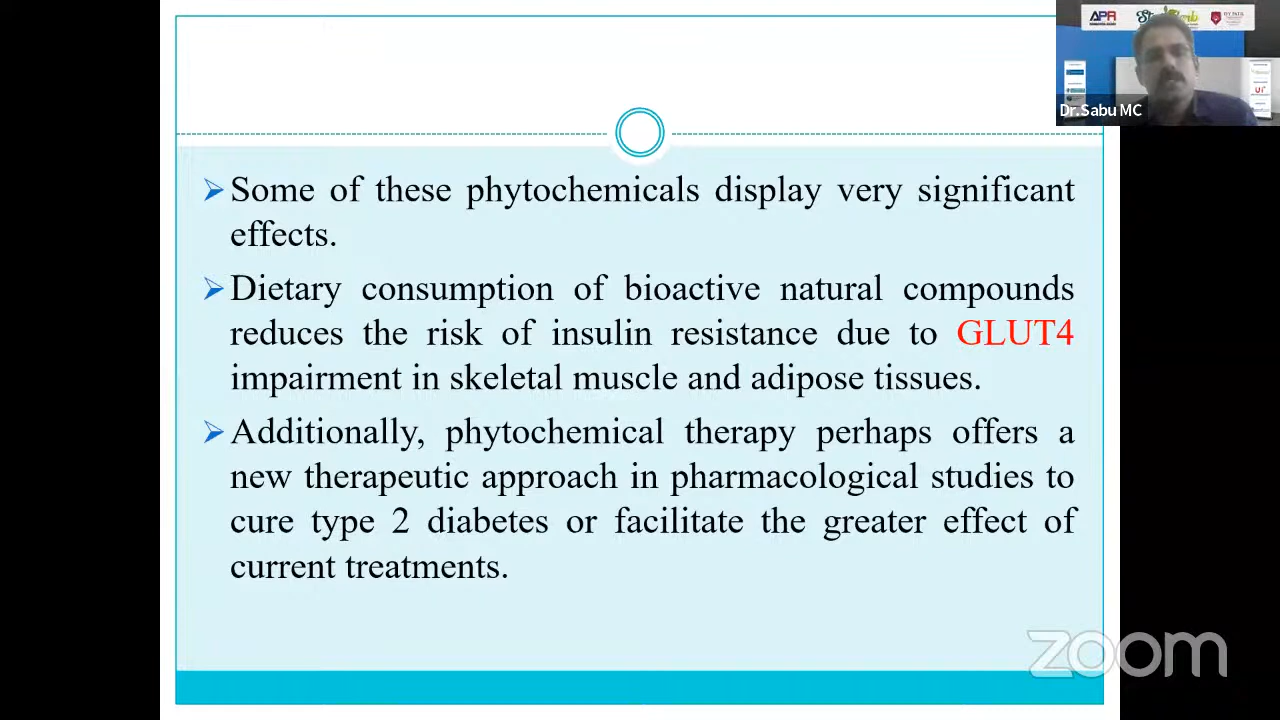 APR
Dr.Sabu MC
➢ Some of these phytochemicals display very significant
effects.
➢ Dietary consumption of bioactive natural compounds
reduces the risk of insulin resistance due to GLUT4
impairment in skeletal muscle and adipose tissues.
➢ Additionally, phytochemical therapy perhaps offers a
new therapeutic approach in pharmacological studies to
cure type 2 diabetes or facilitate the greater effect of
current treatments.
zoom